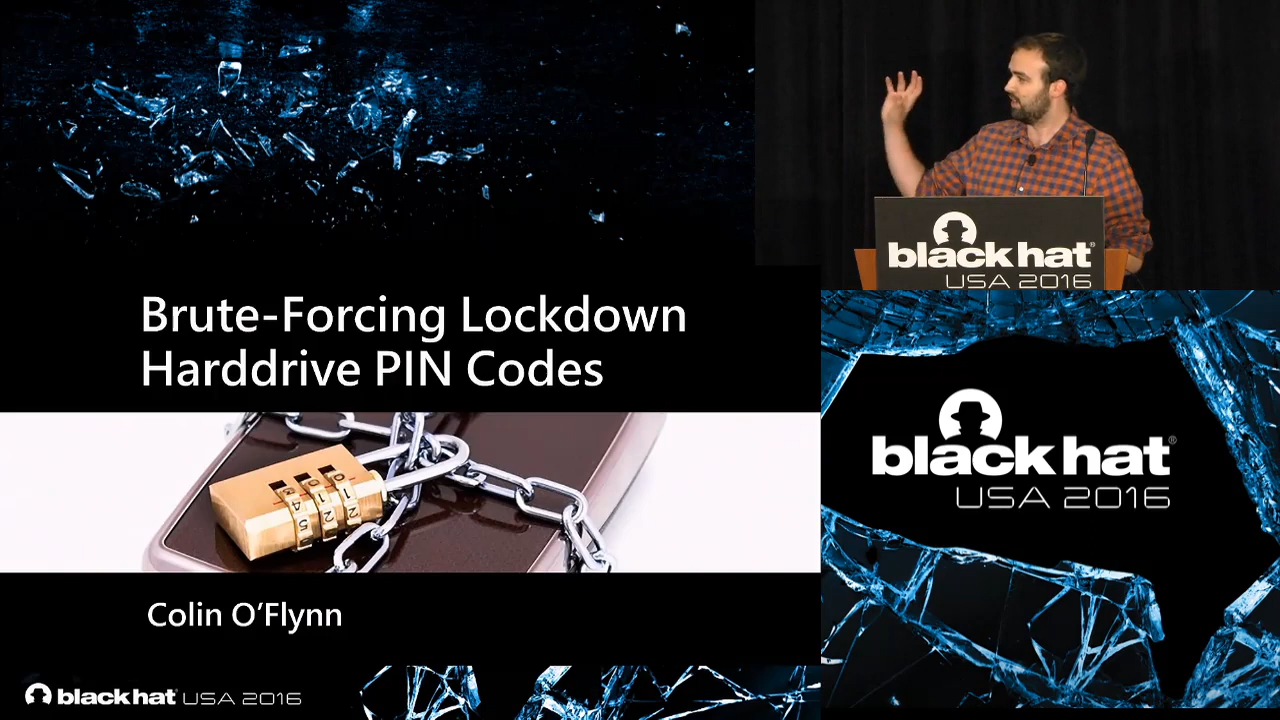 Brute-Forcing Lockdown
Harddrive PIN Codes
Colin O’Flynn
black hat USA 2016
black hat®
USA 2016
black hat®
USA 2016